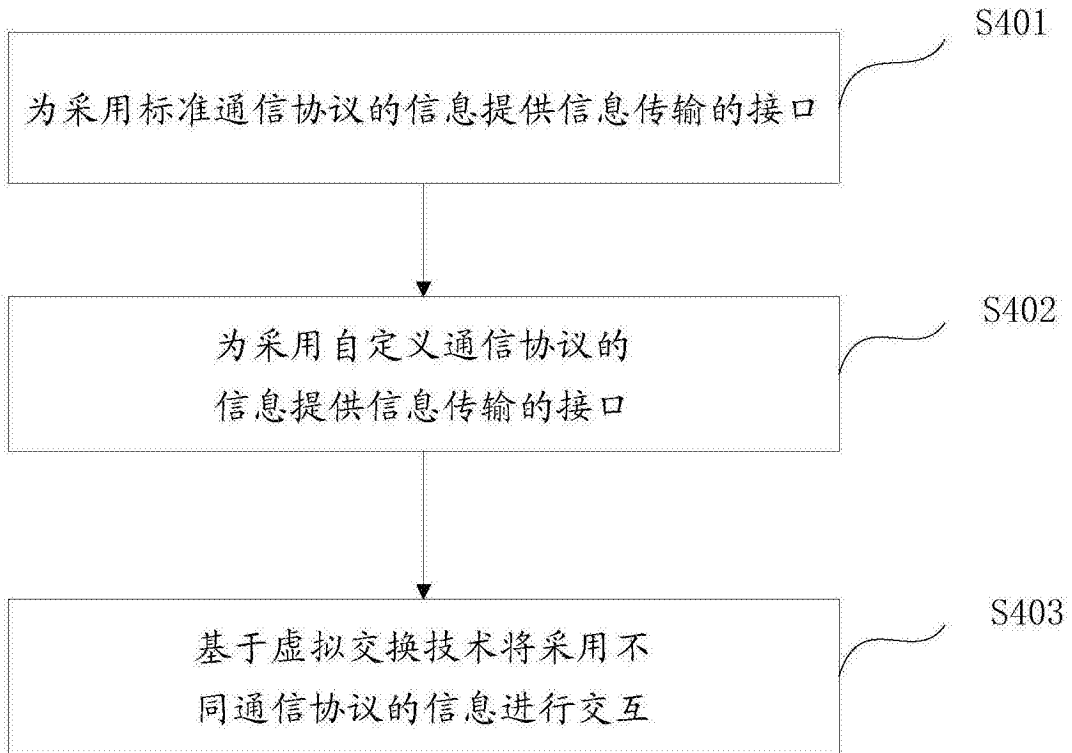 S401
为采用标准通信协议的信息提供信息传输的接口
S402
为采用自定义通信协议的
信息提供信息传输的接口
S403
基于虚拟交换技术将采用不
同通信协议的信息进行交互